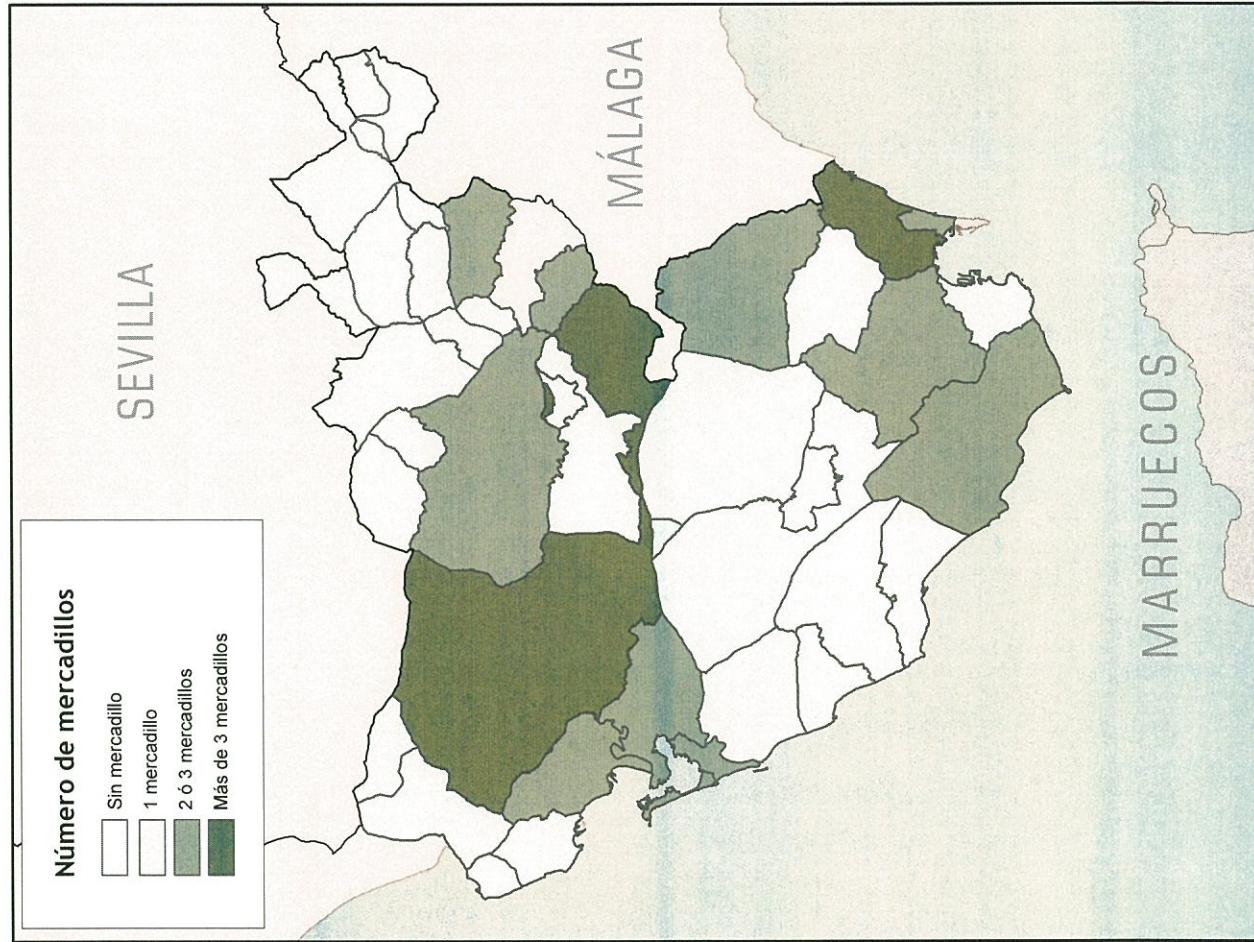 Número de mercadillos
Sin mercadillo
1 mercadillo
2 ó 3 mercadillos
Más de 3 mercadillos
SEVILLA
MÁLAGA
MARRUECOS